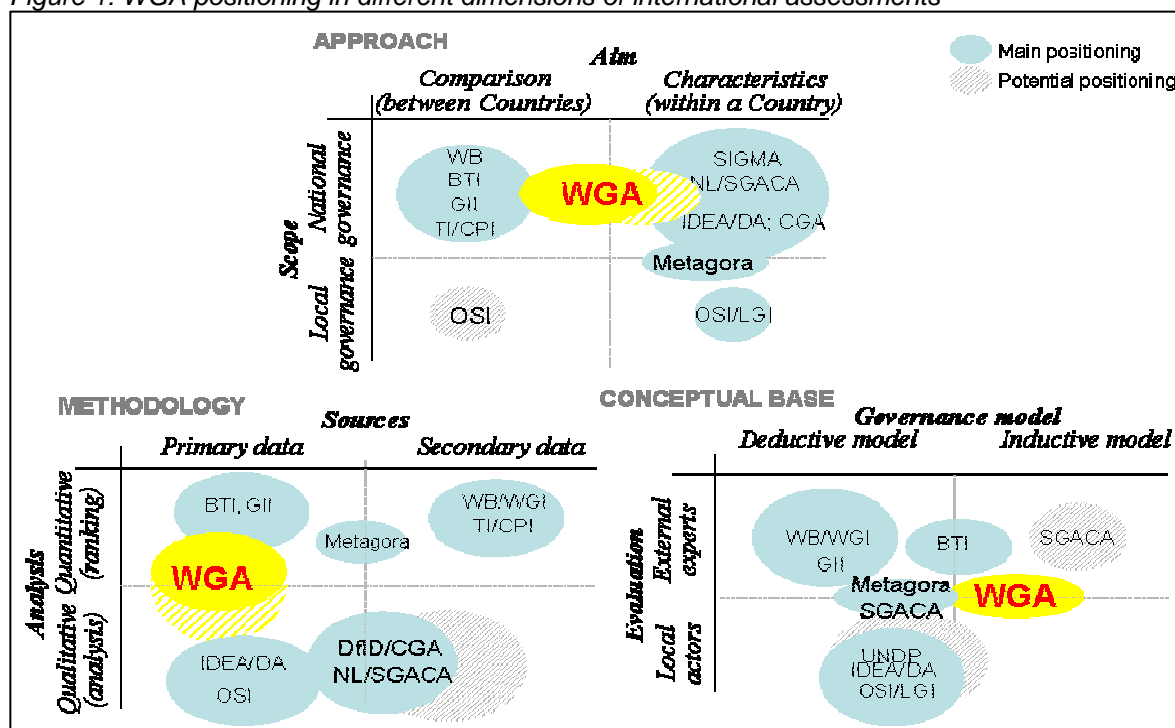 Figure 1: WGA positioning in different dimensions of international assessments
APPROACH
Aim
Comparison
(between Countries)
Characteristics
(within a Country)
Main positioning
Potential positioning
Scope
National
governance
Local
governance
WB
BTI
GII
TI/CPI
WGA
SIGMA
NL/SGACA
IDEA/DA; CGA
Metagora
OSI
OSI/LGI
METHODOLOGY
Sources
Primary data
Secondary data
Analysis
Quantitative
(ranking)
Qualitative
(analysis)
BTI, GII
Metagora
WB/WGI
TI/CPI
WGA
IDEA/DA
OSI
DfID/CGA
NL/SGACA
CONCEPTUAL BASE
Governance model
Deductive model
Inductive model
Evaluation
External
experts
Local
actors
WB/WGI
GII
BTI
SGACA
Metagora
SGACA
WGA
UNDP
IDEA/DA
OSI/LGI